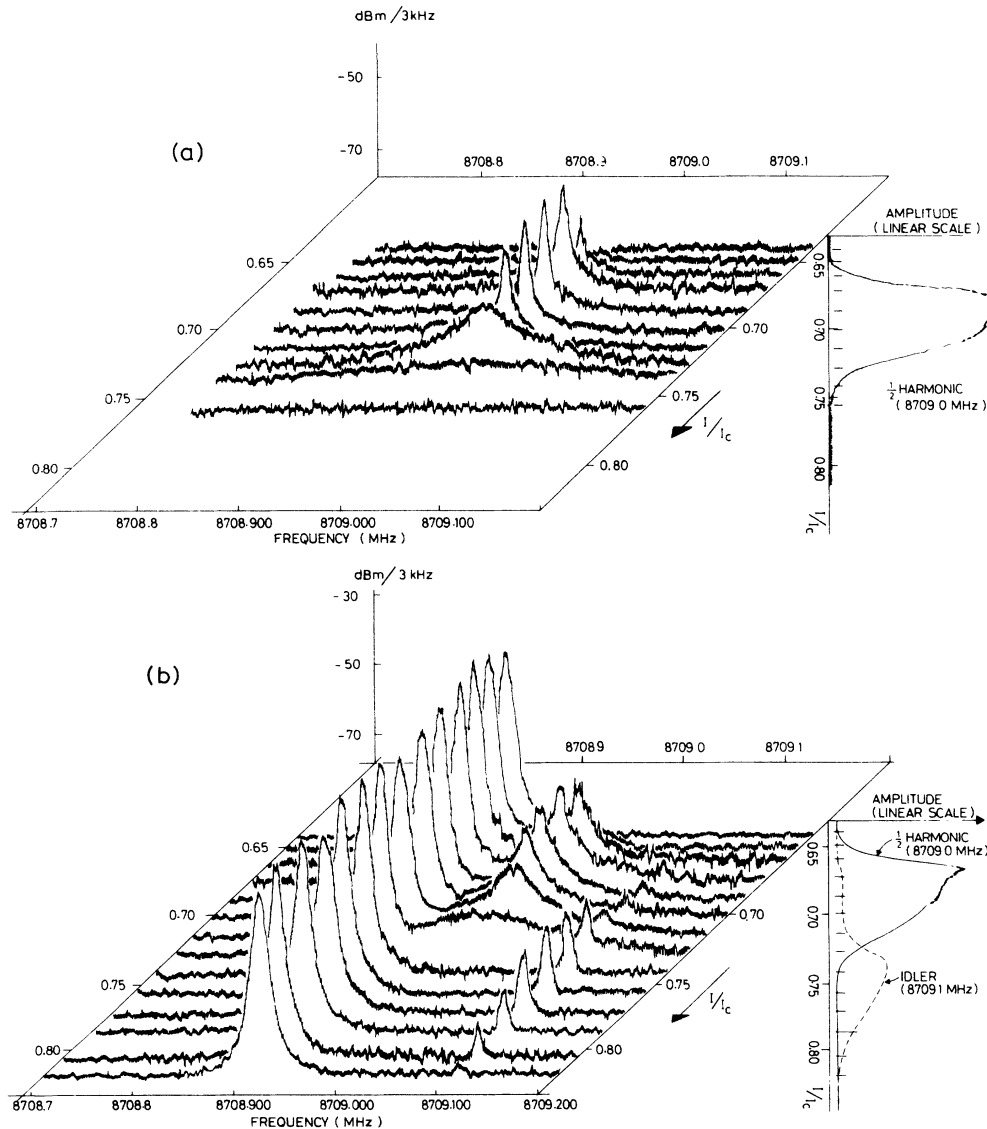 dBm/3kHz
-50
-70
(a)
8708.8
8708.9
8709.0
8709.1
AMPLITUDE
(LINEAR SCALE)
0.65
0.70
0.75
0.80
0.65
0.70
0.75
0.80
I/Ic
0.70
0.75
0.80
I/Ic
½ HARMONIC
(8709.0 MHz)
8708.7
8708.8
8708.900
8709.000
8709.100
FREQUENCY (MHz)
dBm/3kHz
-30
-50
-70
(b)
8708.9
8709.0
8709.1
AMPLITUDE
(LINEAR SCALE)
½ HARMONIC
(8709.0 MHz)
0.65
0.70
0.75
0.80
0.65
0.70
0.75
0.80
I/Ic
0.70
0.75
0.80
I/Ic
IDLER
(8709.1 MHz)
8708.7
8708.8
8708.900
8709.000
8709.100
8709.200
FREQUENCY (MHz)